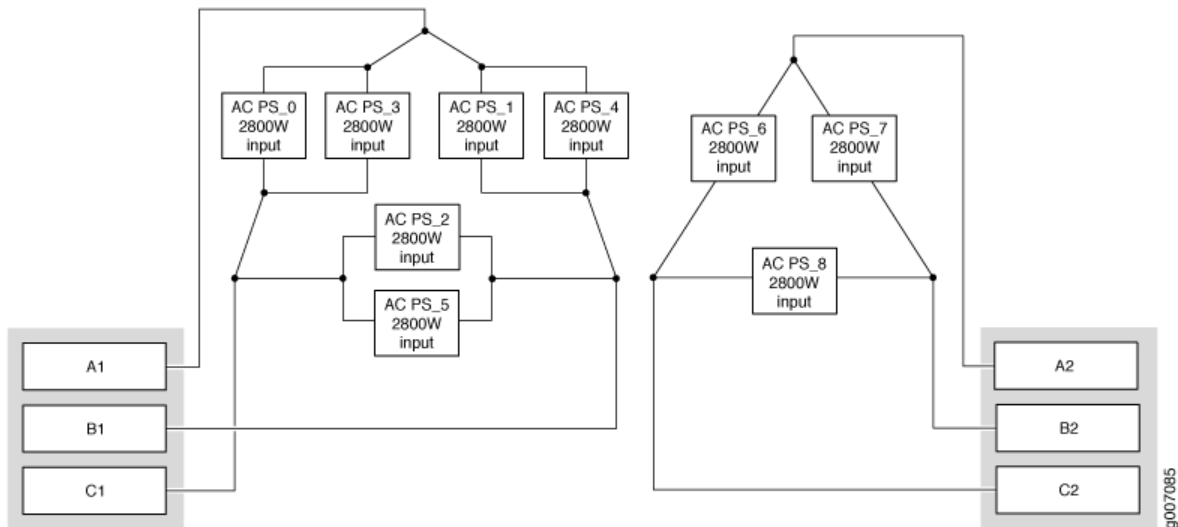 AC PS_0
2800W
input
AC PS_3
2800W
input
AC PS_1
2800W
input
AC PS_4
2800W
input
AC PS_2
2800W
input
AC PS_5
2800W
input
A1
B1
C1
AC PS_6
2800W
input
AC PS_7
2800W
input
AC PS_8
2800W
input
A2
B2
C2
g007085